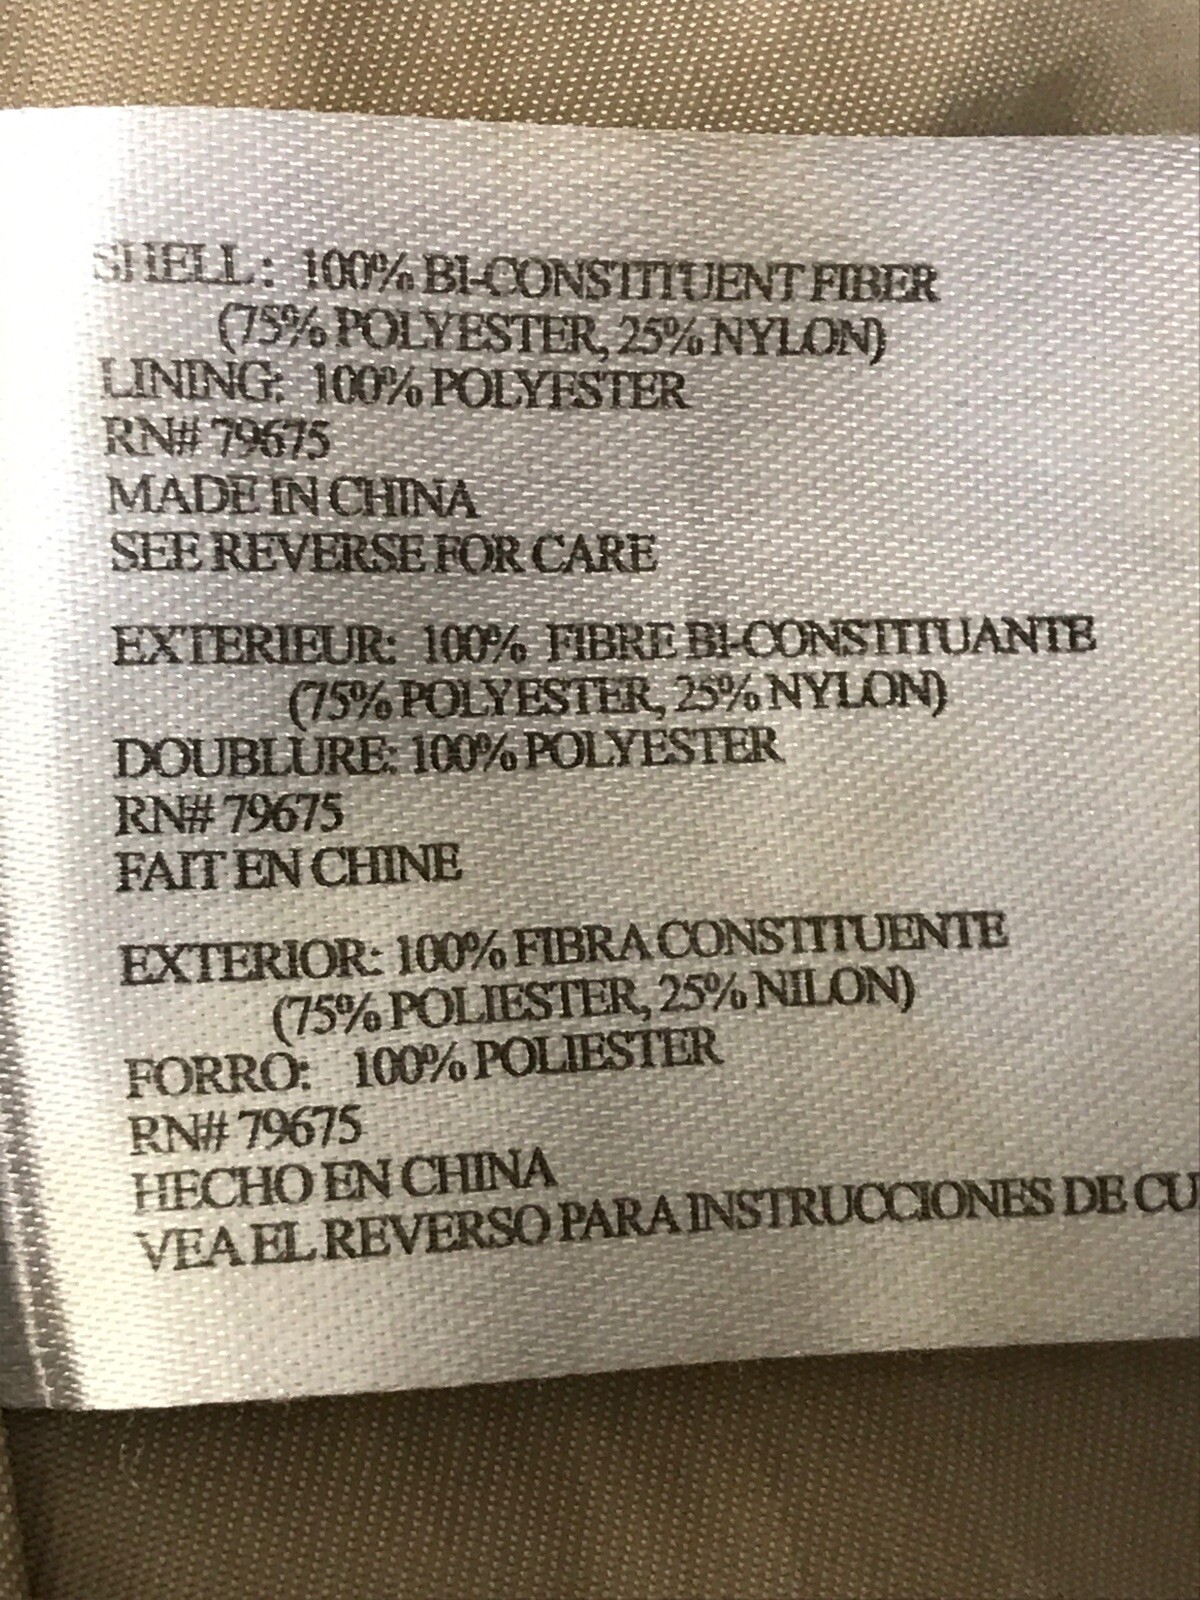 SHELL: 100% BI-CONSTITUENT FIBER
(75% POLYESTER, 25% NYLON)
LINING: 100% POLYESTER
RN# 79675
MADE IN CHINA
SEE REVERSE FOR CARE
EXTERIEUR: 100% FIBRE BI-CONSTITUANTE
(75% POLYESTER, 25% NYLON)
DOUBLURE: 100% POLYESTER
RN# 79675
FAIT EN CHINE
EXTERIOR: 100% FIBRA CONSTITUENTE
(75% POLIESTER, 25% NILON)
FORRO: 100% POLIESTER
RN# 79675
HECHO EN CHINA
VEA EL REVERSO PARA INSTRUCCIONES DE CU